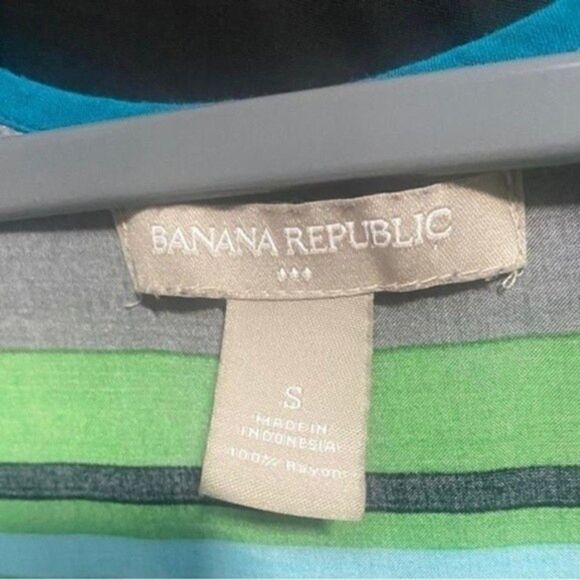 BANANA REPUBLIC
S
MADE IN
INDONESIA
100% Rayon